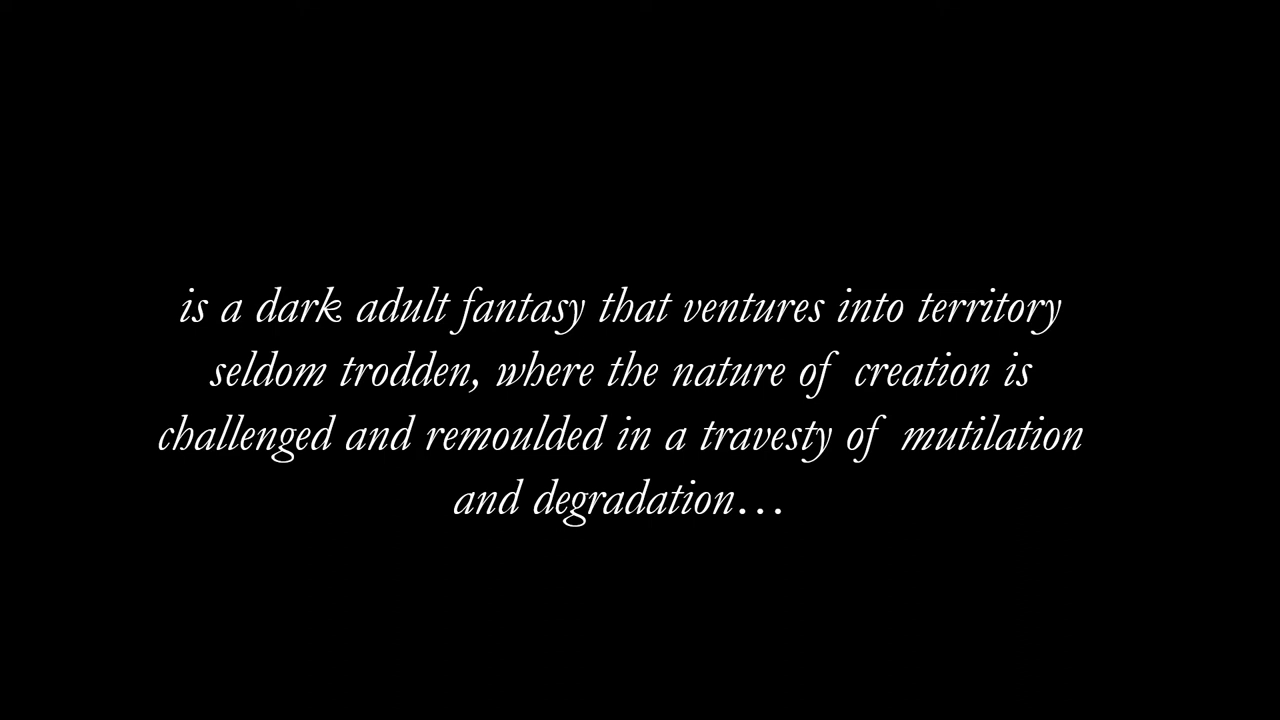 is a dark adult fantasy that ventures into territory
seldom trodden, where the nature of creation is
challenged and remoulded in a travesty of mutilation
and degradation…